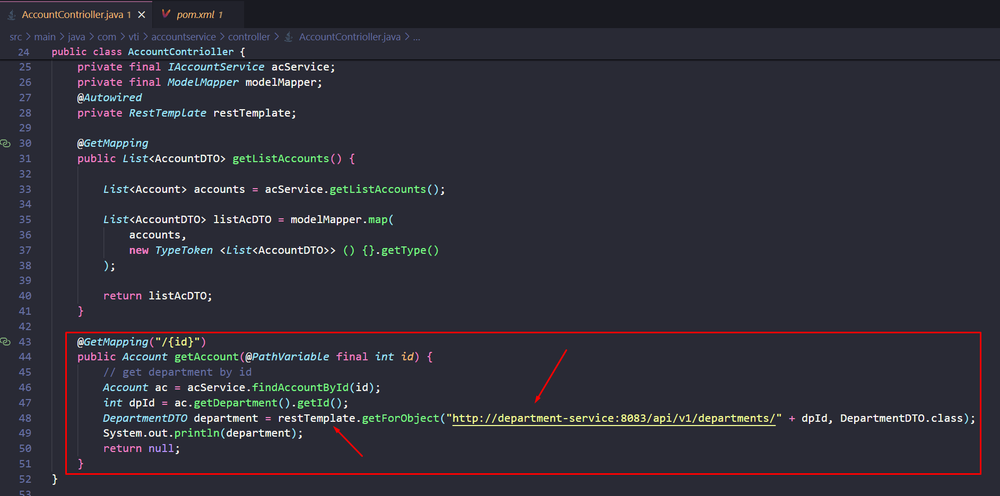 AccountContrioller.java 1 ×
pom.xml 1
src > main > java > com > vti > accountservice > controller > AccountContrioller.java > ...
24 public class AccountContrioller {
25 private final IAccountService acService;
26 private final ModelMapper modelMapper;
27 @Autowired
28 private RestTemplate restTemplate;
29
30 @GetMapping
31 public List<AccountDTO> getListAccounts() {
32
33 List<Account> accounts = acService.getListAccounts();
34
35 List<AccountDTO> listAcDTO = modelMapper.map(
36 accounts,
37 new TypeToken <List<AccountDTO>> () {}.getType()
38 );
39
40 return listAcDTO;
41 }
42
43 @GetMapping("/{id}")
44 public Account getAccount(@PathVariable final int id) {
45 // get department by id
46 Account ac = acService.findAccountById(id);
47 int dpId = ac.getDepartment().getId();
48 DepartmentDTO department = restTemplate.getForObject("http://department-service:8083/api/v1/departments/" + dpId, DepartmentDTO.class);
49 System.out.println(department);
50 return null;
51 }
52 }
53